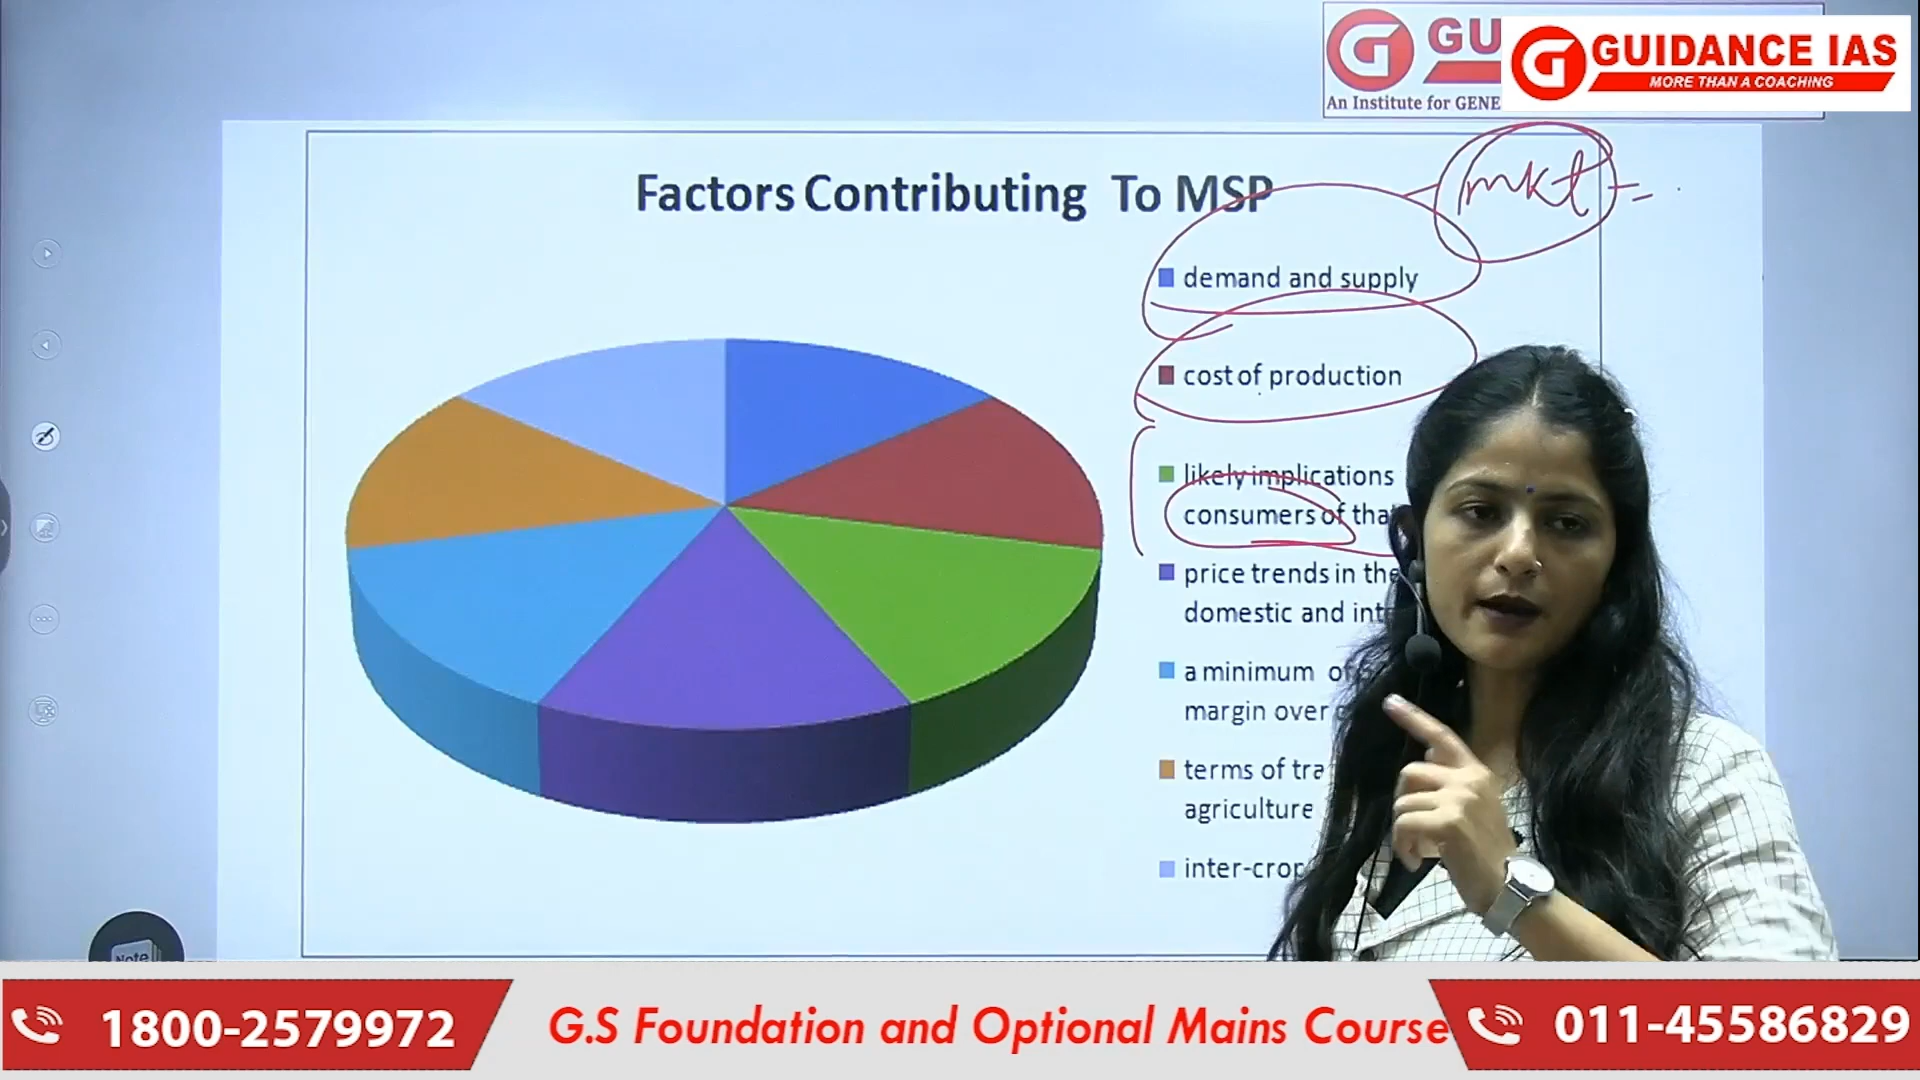 GU
An Institute for GENE
GUIDANCE IAS
MORE THAN A COACHING
Factors Contributing To MSP
mkt
demand and supply
cost of production
likely implications
consumers of tha
price trends in the
domestic and int
a minimum of
margin over
terms of tra
agriculture
inter-crop
Note
1800-2579972
G.S Foundation and Optional Mains Course
011-45586829